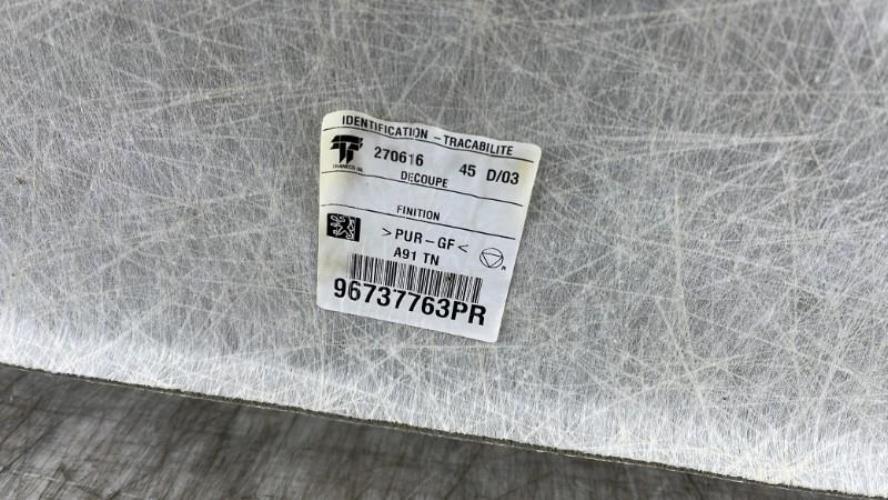 IDENTIFICATION - TRACABILITE
270616 45 D/03
DECOUPE
FINITION
>PUR-GF<
A91 TN
96737763PR